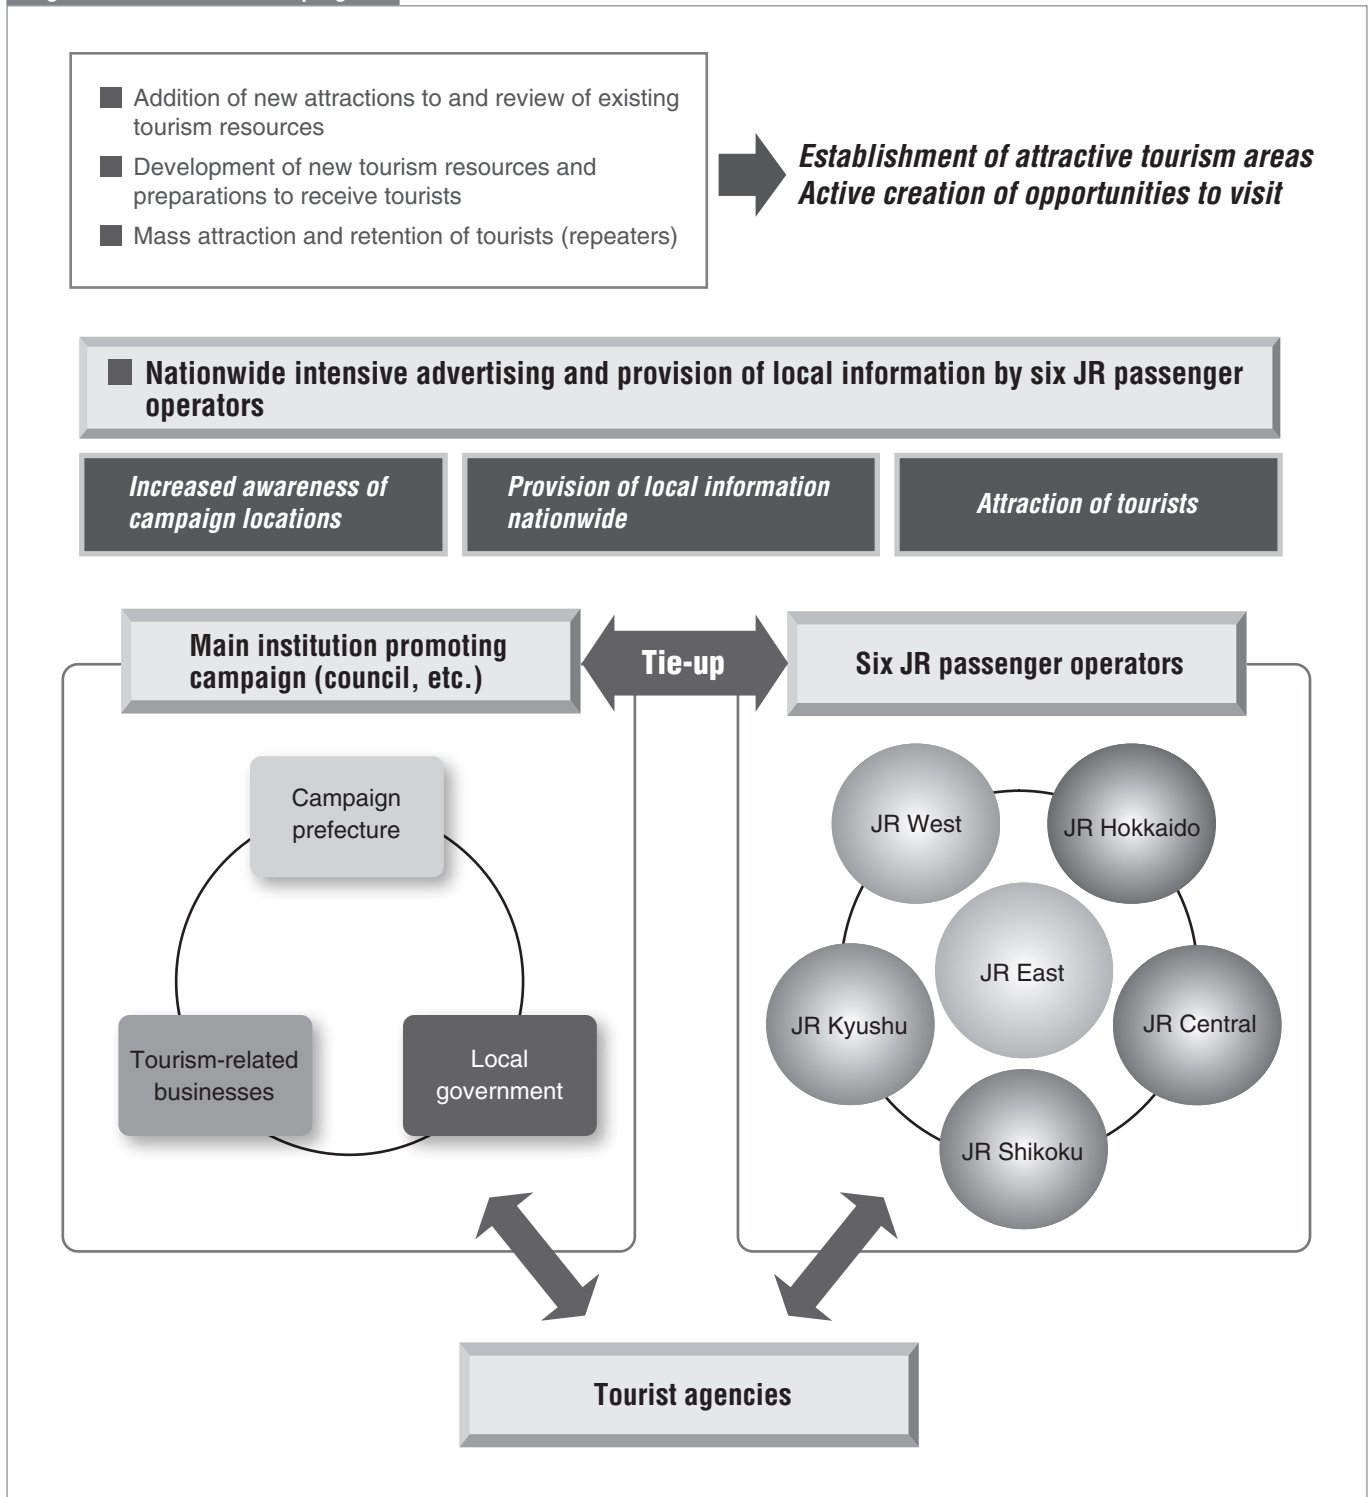 Addition of new attractions to and review of existing
tourism resources
Development of new tourism resources and
preparations to receive tourists
Mass attraction and retention of tourists (repeaters)
Establishment of attractive tourism areas
Active creation of opportunities to visit
Nationwide intensive advertising and provision of local information by six JR passenger
operators
Increased awareness of
campaign locations
Provision of local information
nationwide
Attraction of tourists
Main institution promoting
campaign (council, etc.)
Tie-up
Six JR passenger operators
Campaign
prefecture
Tourism-related
businesses
Local
government
JR West
JR Hokkaido
JR East
JR Kyushu
JR Central
JR Shikoku
Tourist agencies